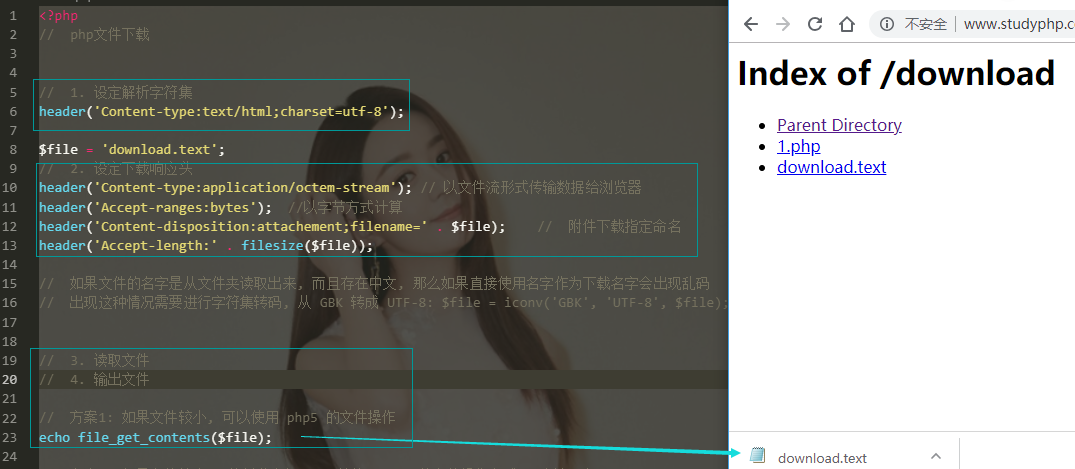 1 <?php
2 //  php文件下载
3
4
5 //  1. 设定解析字符集
6 header('Content-type:text/html;charset=utf-8');
7
8 $file = 'download.text';
9 //  2. 设定下载响应头
10 header('Content-type:application/octem-stream'); // 以文件流形式传输数据给浏览器
11 header('Accept-ranges:bytes');  //以字节方式计算
12 header('Content-disposition:attachement;filename=' . $file);    //  附件下载指定命名
13 header('Accept-length:' . filesize($file));
14
15 //  如果文件的名字是从文件夹读取出来, 而且存在中文, 那么如果直接使用名字作为下载名字会出现乱码
16 //  出现这种情况需要进行字符集转码, 从 GBK 转成 UTF-8: $file = iconv('GBK', 'UTF-8', $file);
17
18
19 //  3. 读取文件
20 //  4. 输出文件
21
22 //  方案1: 如果文件较小, 可以使用 php5 的文件操作
23 echo file_get_contents($file);
24
不安全 www.studyphp.c
Index of /download
Parent Directory
1.php
download.text
download.text